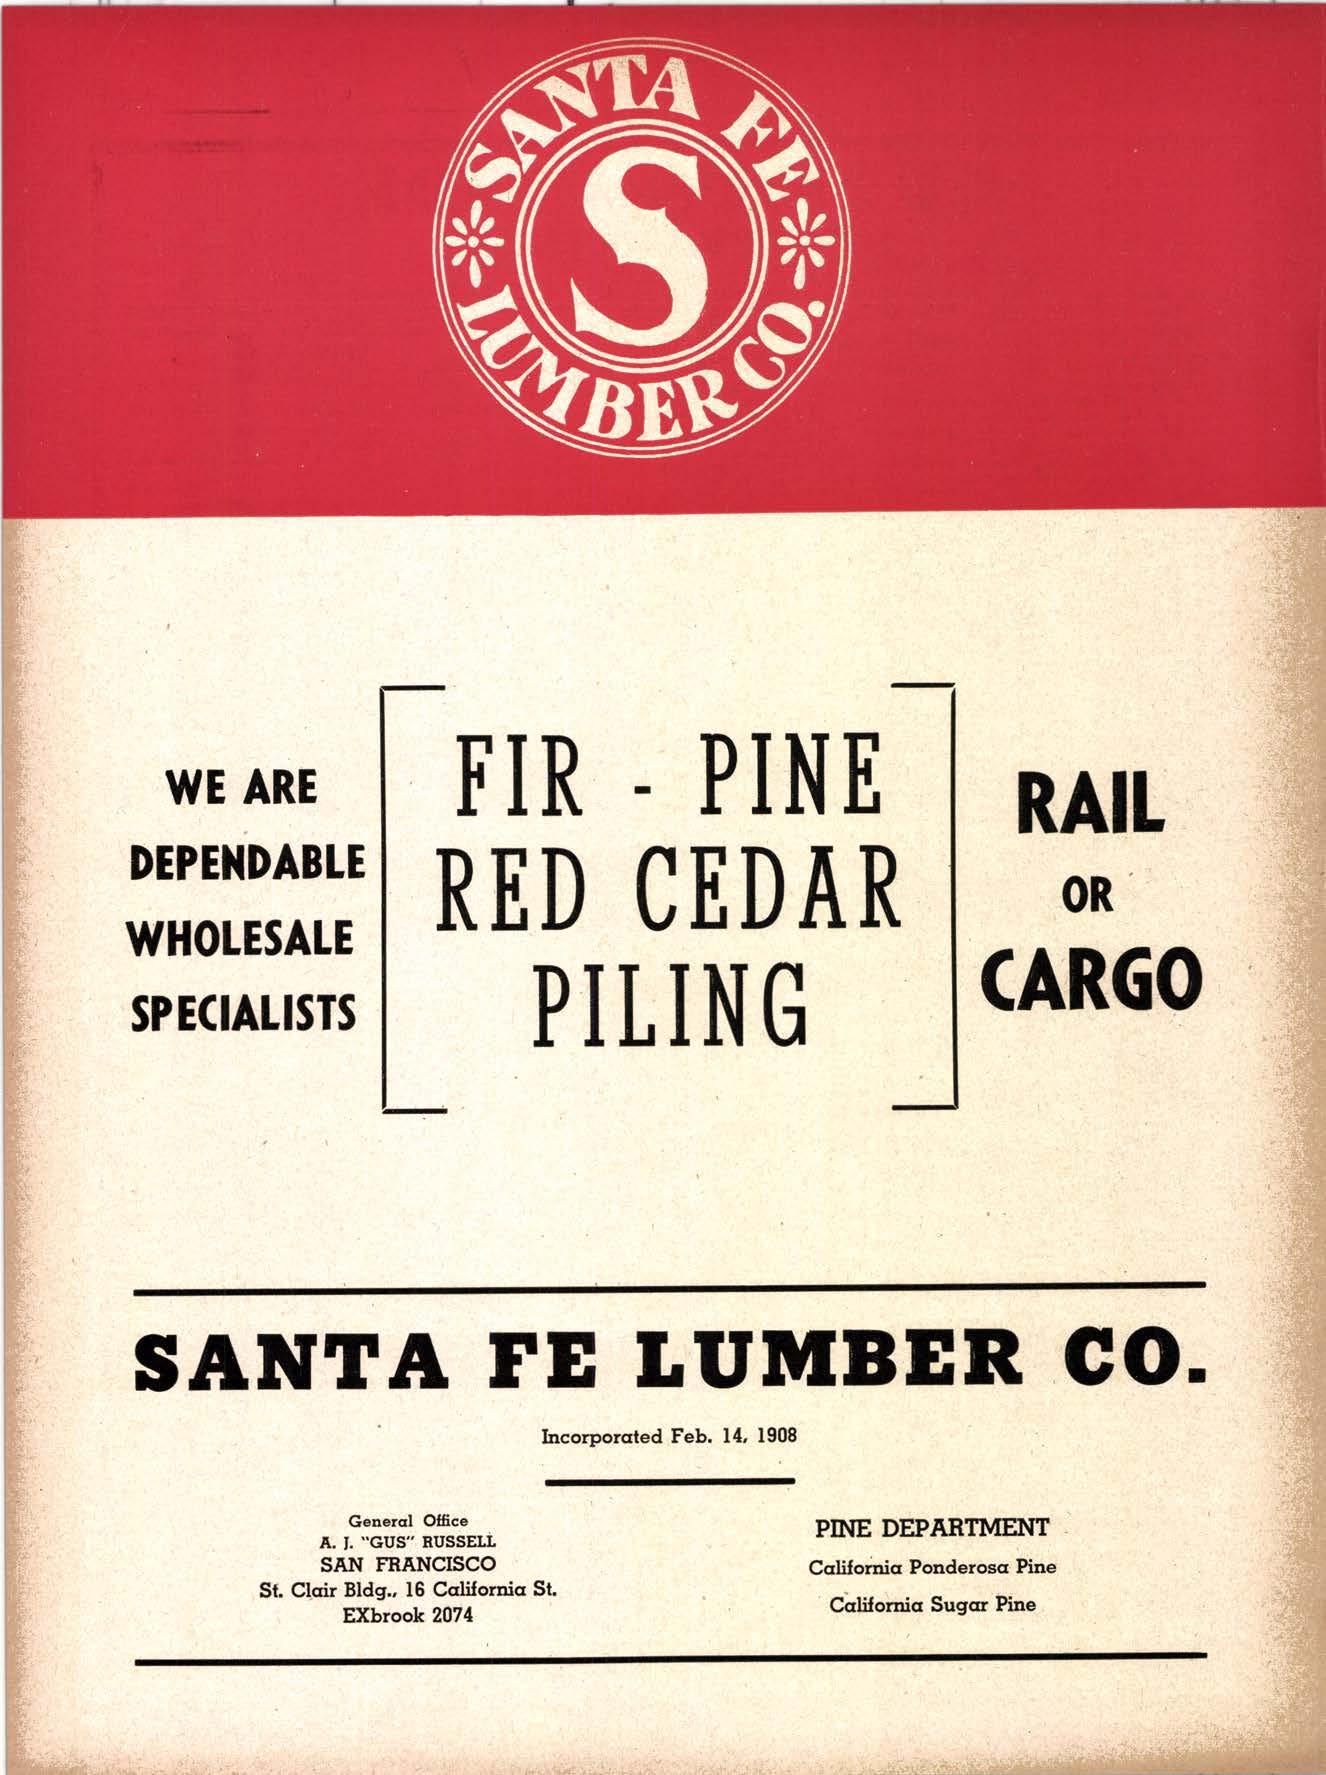 SANTA FE
S
LUMBER CO.
WE ARE
DEPENDABLE
WHOLESALE
SPECIALISTS
FIR - PINE
RED CEDAR
PILING
RAIL
OR
CARGO
SANTA FE LUMBER CO.
Incorporated Feb. 14, 1908
General Office
A. J. "GUS" RUSSELL
SAN FRANCISCO
St. Clair Bldg., 16 California St.
EXbrook 2074
PINE DEPARTMENT
California Ponderosa Pine
California Sugar Pine